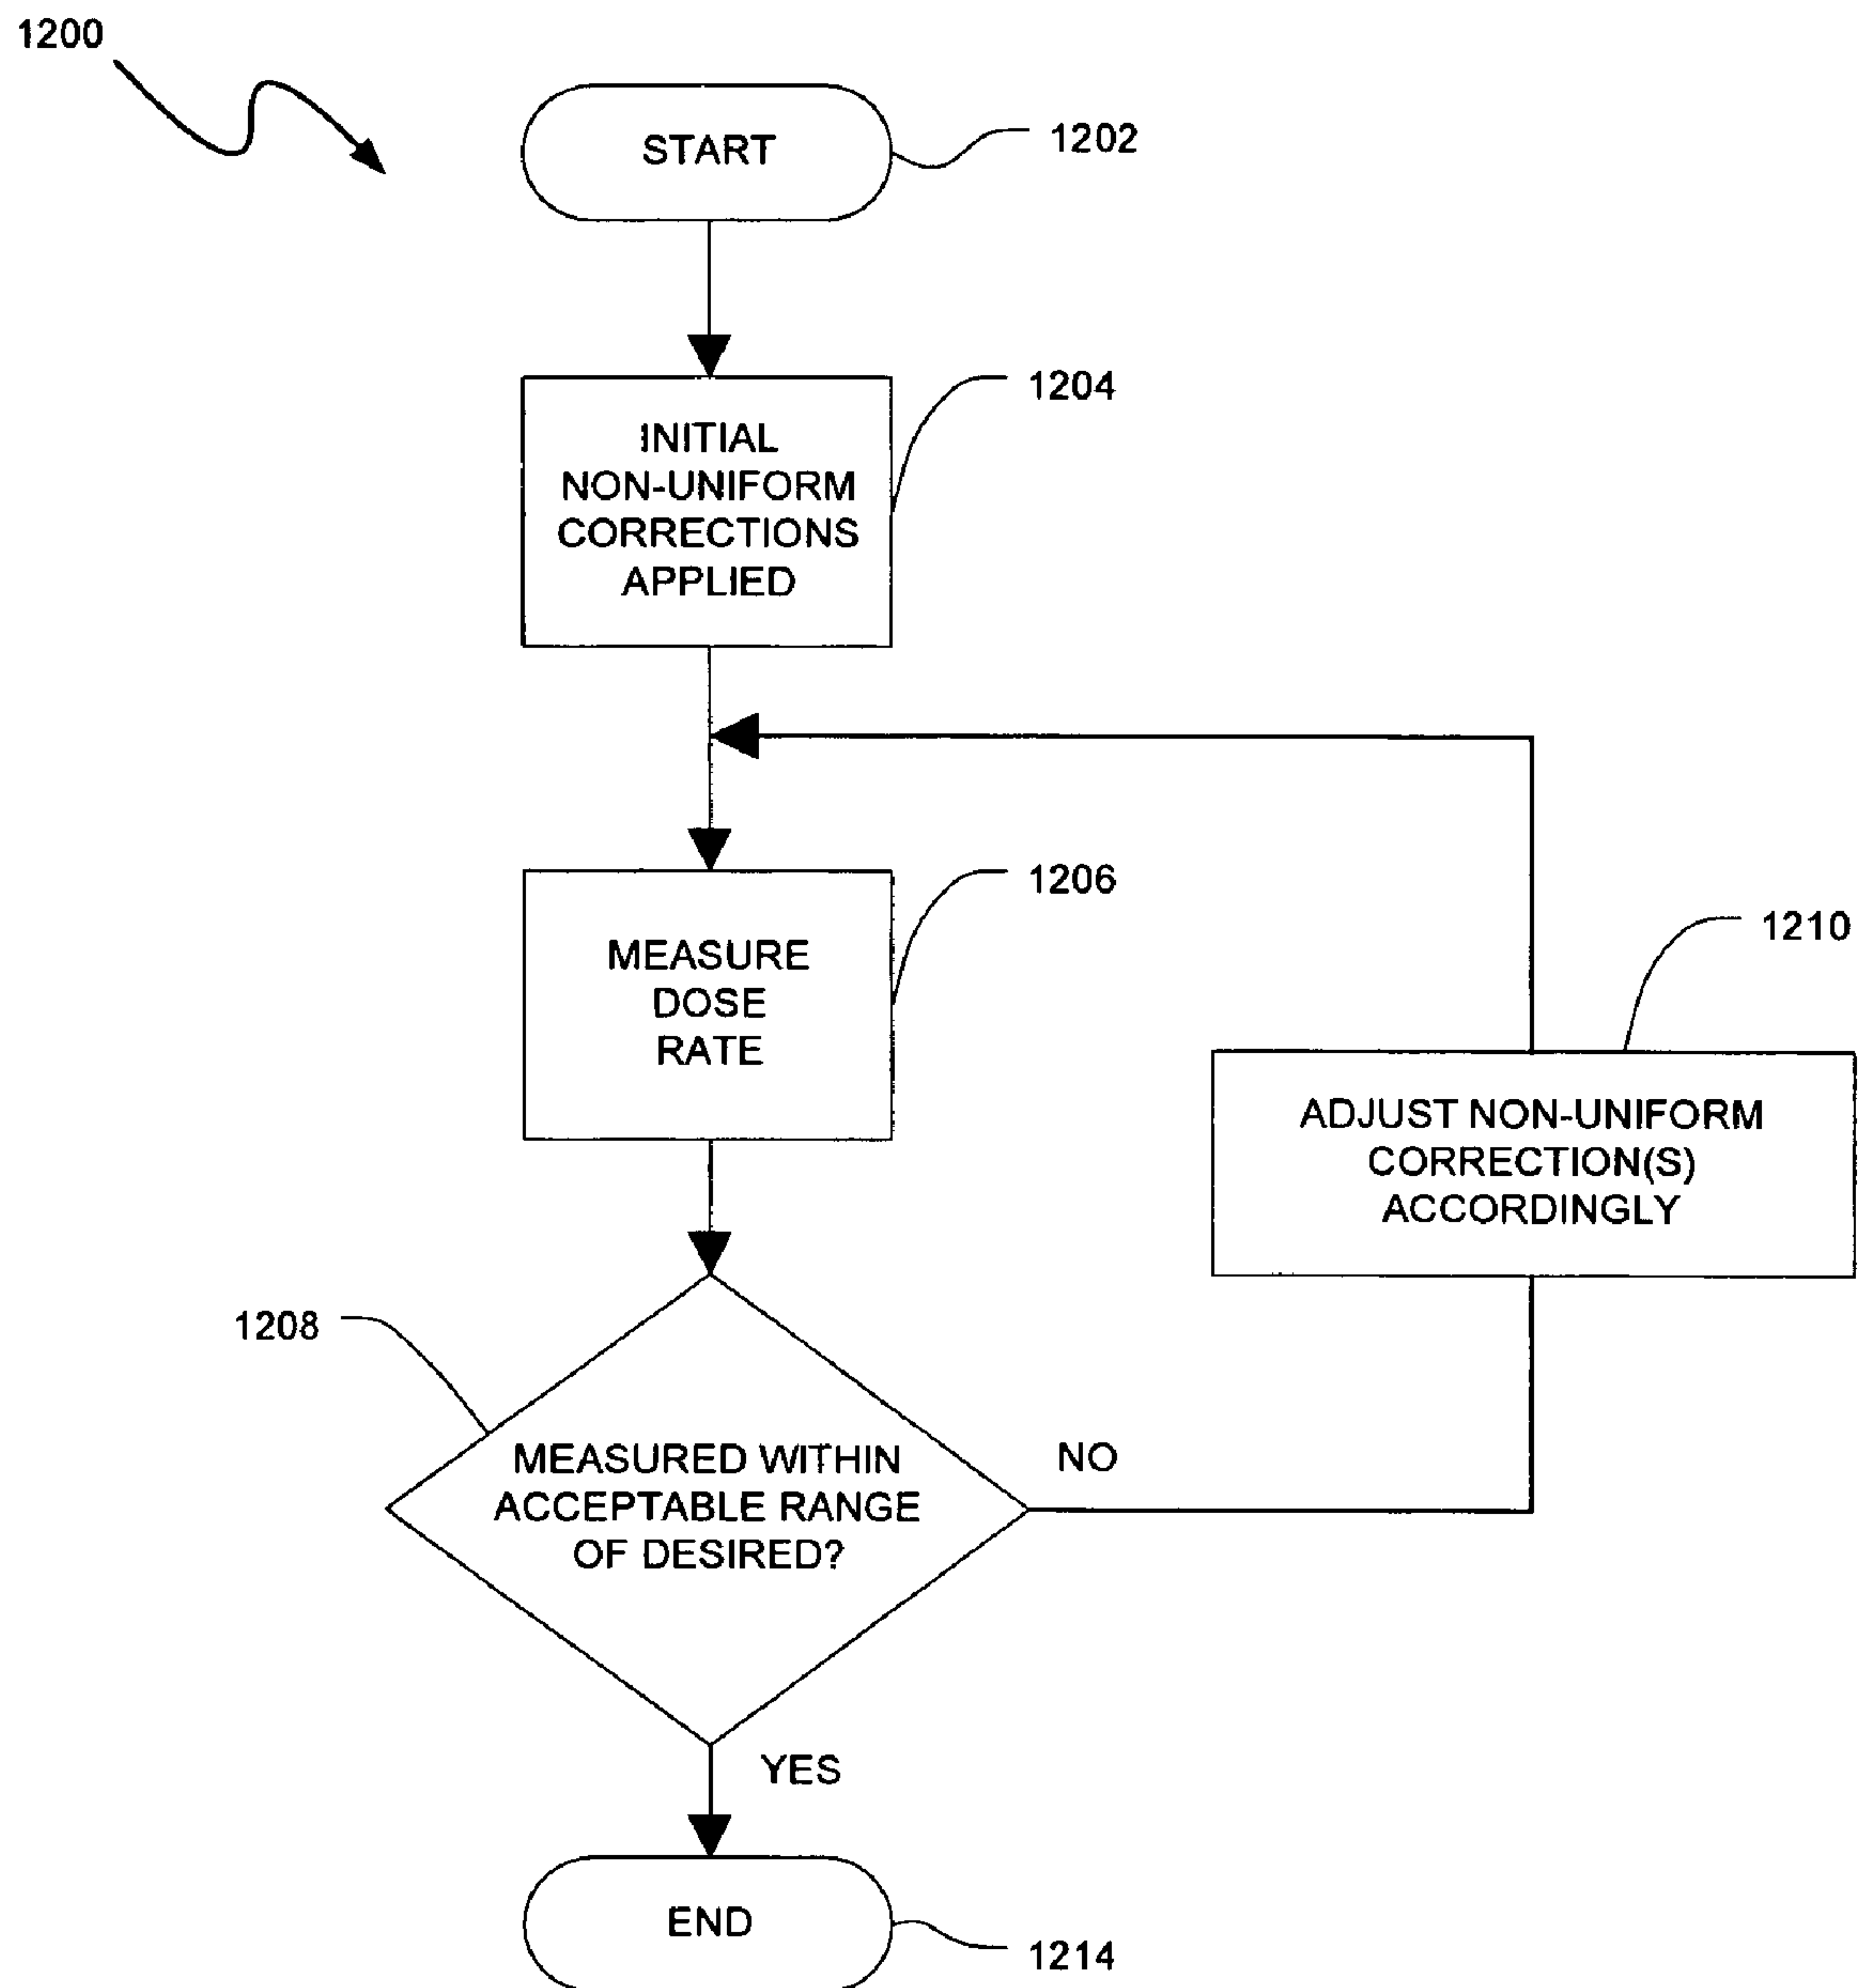 1200
START
1202
INITIAL
NON-UNIFORM
CORRECTIONS
APPLIED
1204
MEASURE
DOSE
RATE
1206
ADJUST NON-UNIFORM
CORRECTION(S)
ACCORDINGLY
1210
1208
MEASURED WITHIN
ACCEPTABLE RANGE
OF DESIRED?
NO
YES
END
1214